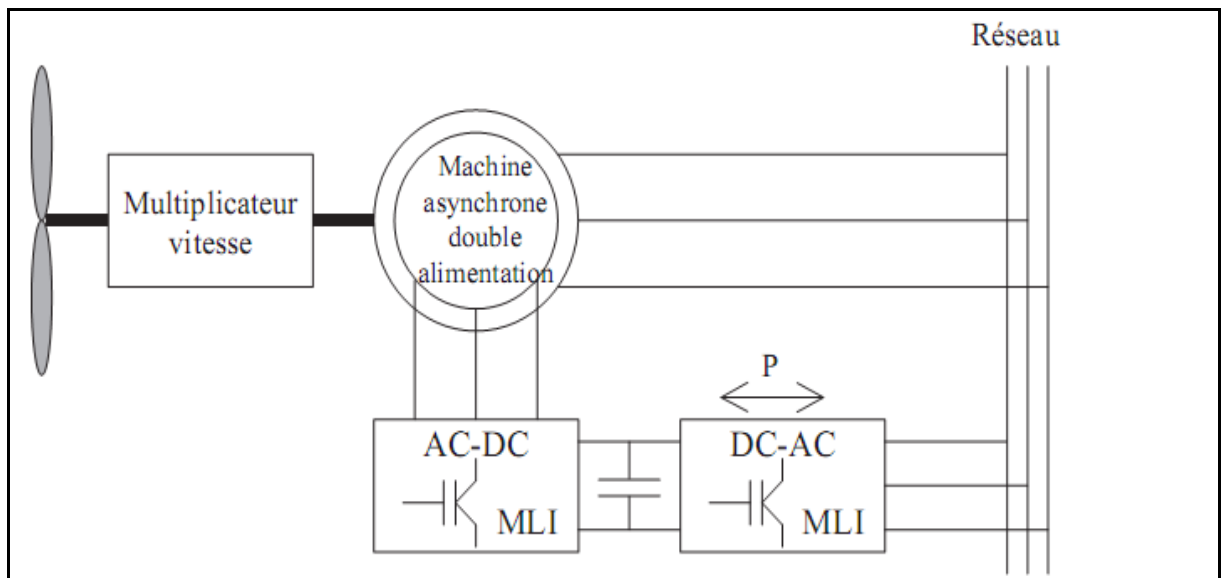 Réseau
Multiplicateur
vitesse
Machine
asynchrone
double
alimentation
P
AC-DC
MLI
DC-AC
MLI